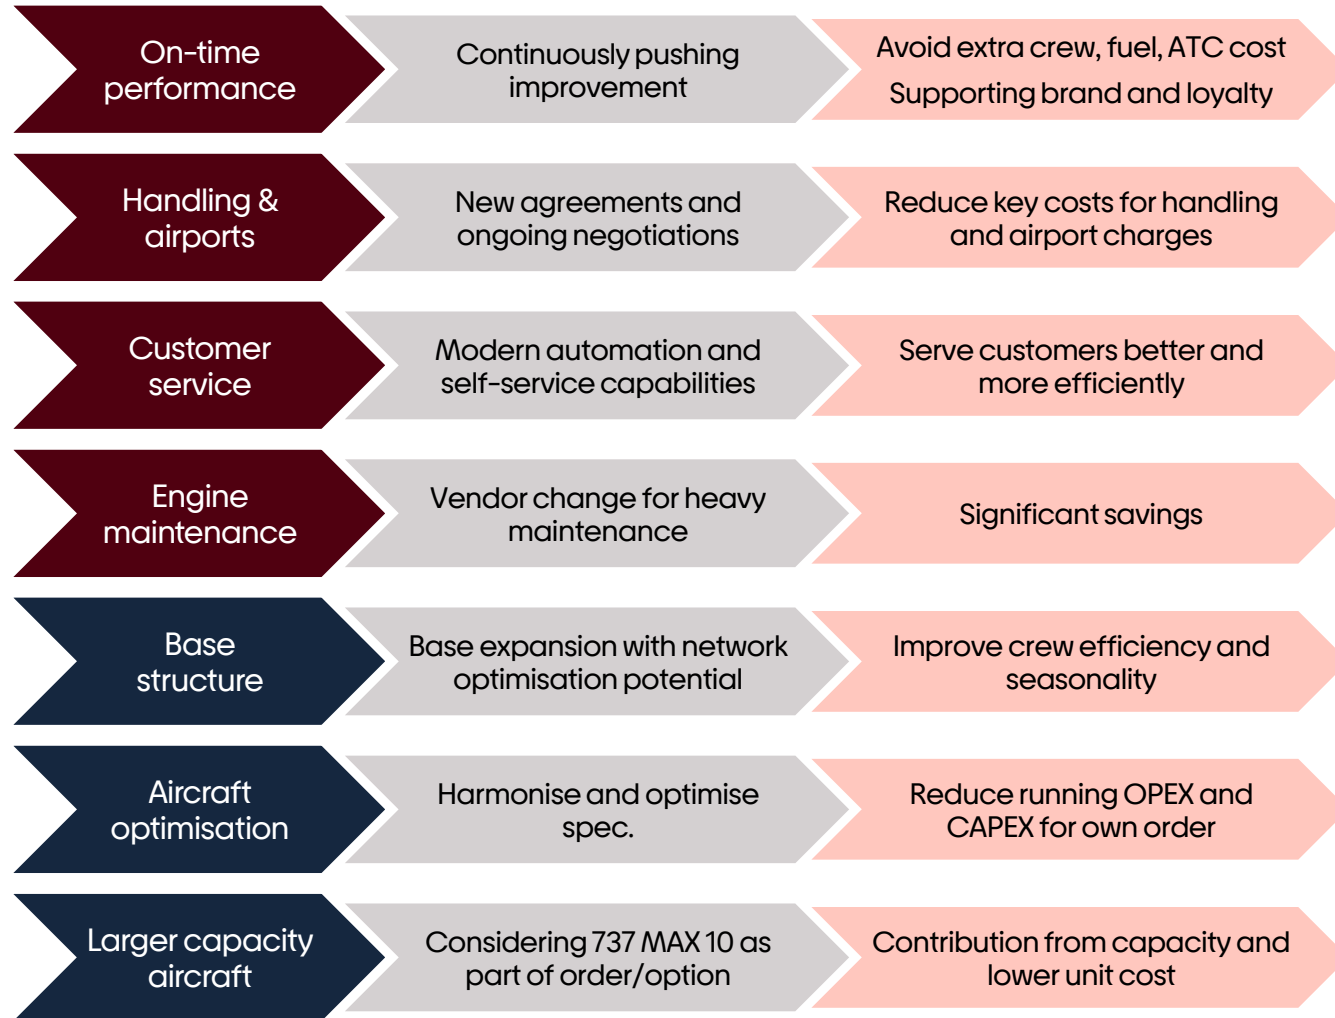 On-time
performance
Continuously pushing
improvement
Avoid extra crew, fuel, ATC cost
Supporting brand and loyalty
Handling &
airports
New agreements and
ongoing negotiations
Reduce key costs for handling
and airport charges
Customer
service
Modern automation and
self-service capabilities
Serve customers better and
more efficiently
Engine
maintenance
Vendor change for heavy
maintenance
Significant savings
Base
structure
Base expansion with network
optimisation potential
Improve crew efficiency and
seasonality
Aircraft
optimisation
Harmonise and optimise
spec.
Reduce running OPEX and
CAPEX for own order
Larger capacity
aircraft
Considering 737 MAX 10 as
part of order/option
Contribution from capacity and
lower unit cost